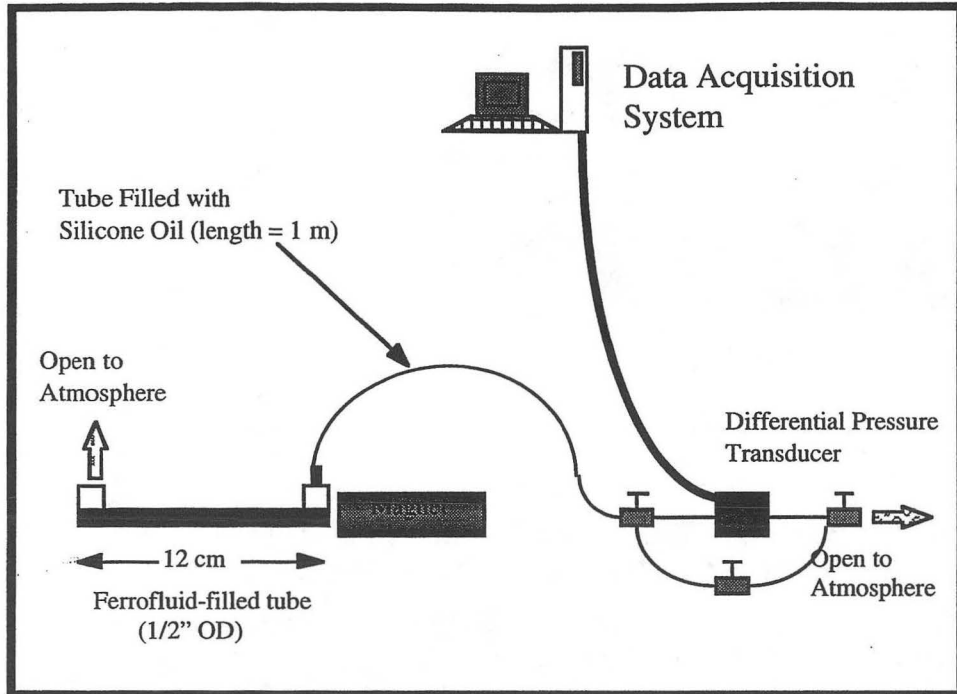 Data Acquisition
System
Tube Filled with
Silicone Oil (length = 1 m)
Open to
Atmosphere
Differential Pressure
Transducer
Magnet
12 cm
Open to
Atmosphere
Ferrofluid-filled tube
(1/2” OD)